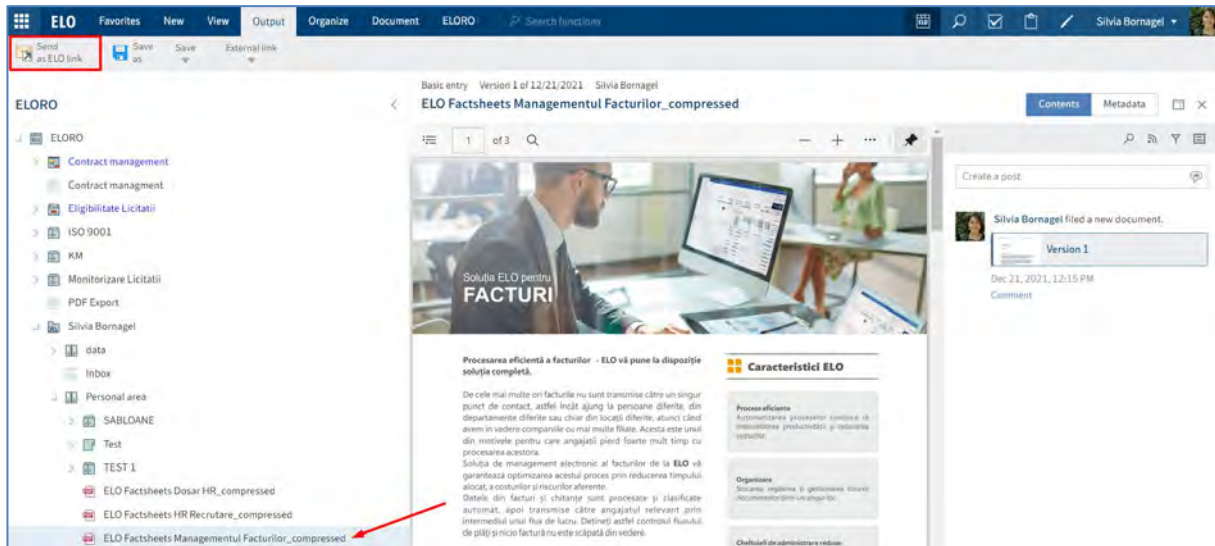 ELO Favorites New View Output Organize Document ELORO Search functions Silvia Bornagel
Send as ELO link
Save as
Save
External link
ELORO
Basic entry Version 1 of 12/21/2021 Silvia Bornagel
ELO Factsheets Managementul Facturilor_compressed
Contents Metadata
ELORO
Contract management
Contract managment
Eligibilitate Licitatii
ISO 9001
KM
Monitorizare Licitatii
PDF Export
Silvia Bornagel
data
Inbox
Personal area
SABLOANE
Test
TEST 1
ELO Factsheets Dosar HR_compressed
ELO Factsheets HR Recrutare_compressed
ELO Factsheets Managementul Facturilor_compressed
1 of 3
Soluția ELO pentru
FACTURI
Procesarea eficientă a facturilor - ELO vă pune la dispoziție
soluție completă.
De cele mai multe ori facturile nu sunt transmise către un singur
punct de contact, astfel încât ajung la persoane diferite, din
departamente diferite sau chiar din locații diferite, atunci când
avem în vedere companiile cu mai multe filiale. Acesta este unul
din motivele pentru care angajații pierd foarte mult timp cu
procesarea acestora.
Soluția de management electronic al facturilor de la ELO vă
garantează optimizarea acestui proces prin reducerea timpului
alocat, a costurilor și riscurilor aferente.
Datele din facturi și chitanțe sunt procesate și clasificate
automat, apoi transmise către angajatul relevant prin
intermediul unui flux de lucru. Dețineți astfel controlul fluxului
de plăți și nicio factură nu este scăpată din vedere.
Caracteristici ELO
Procese eficiente
Organizare
Cheltuieli de administrare reduse
Create a post
Silvia Bornagel filed a new document.
Version 1
Dec 21, 2021, 12:15 PM
Comment